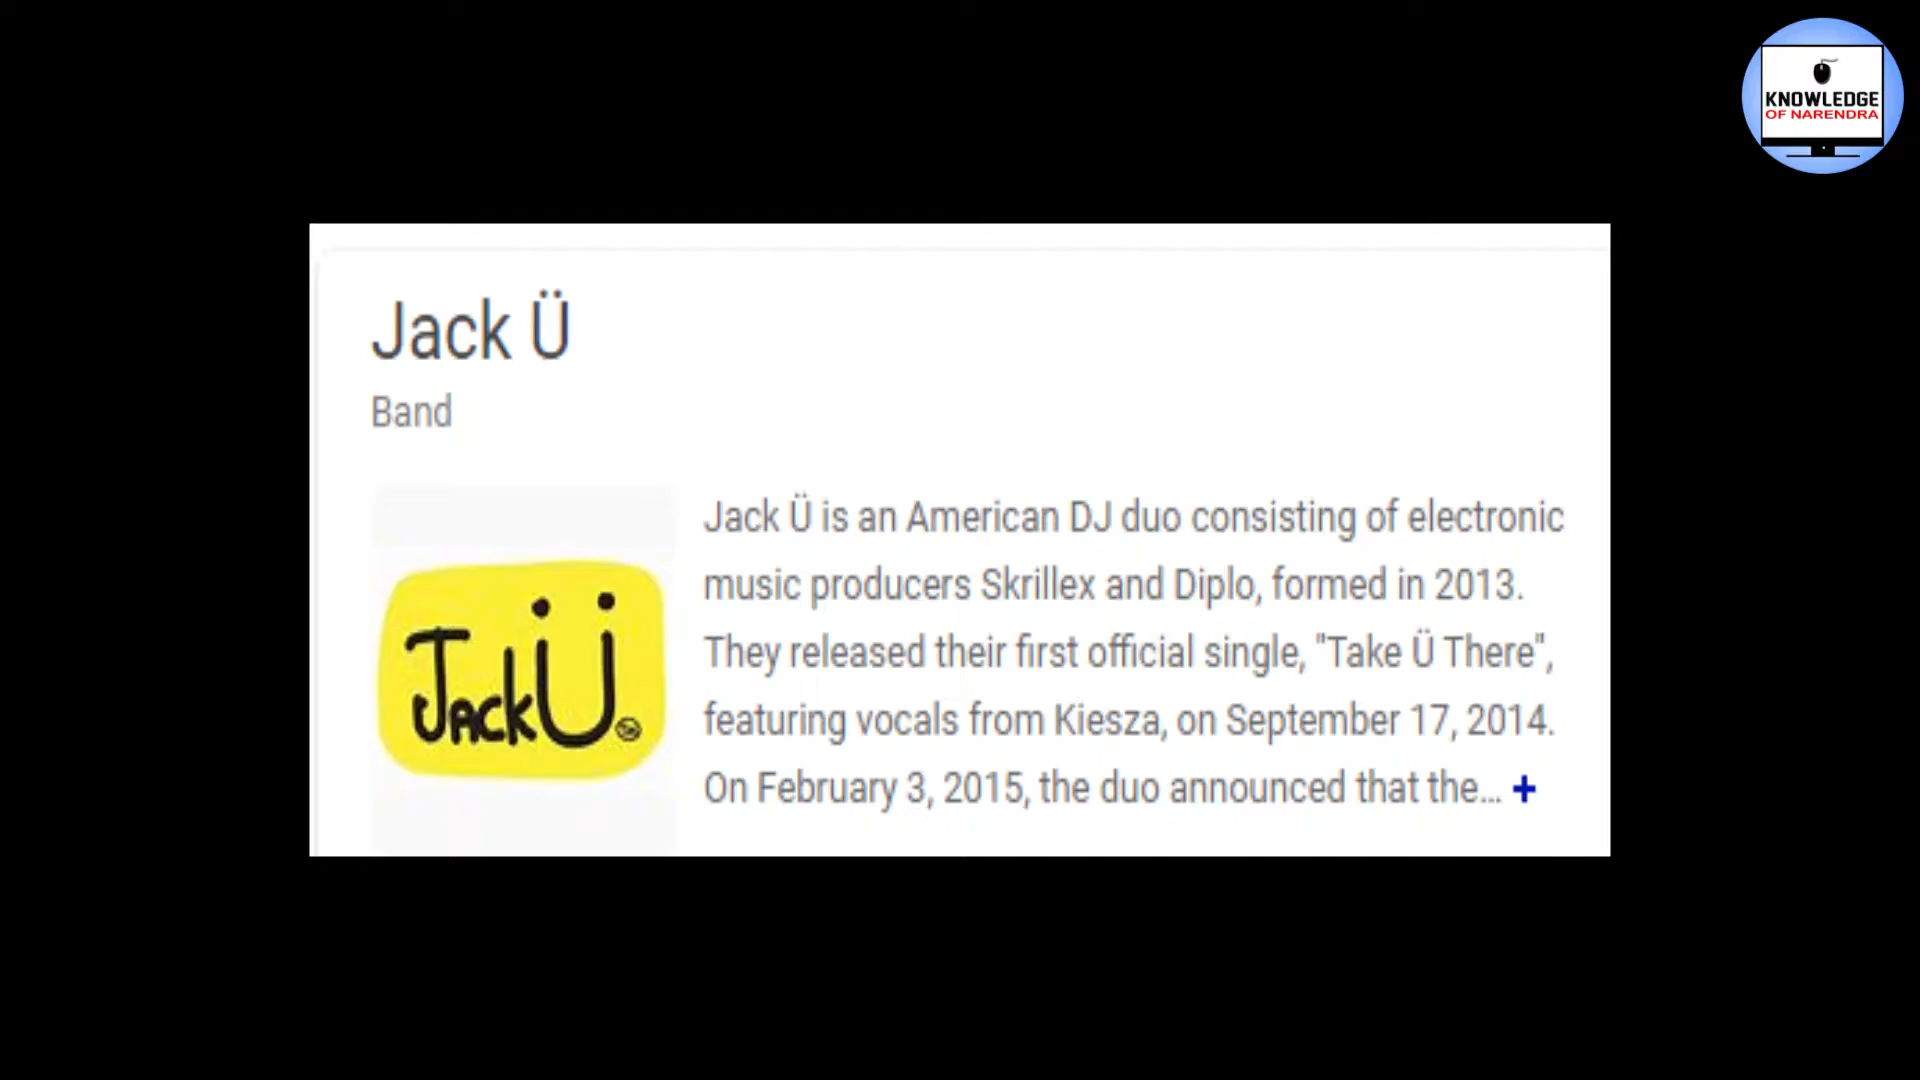 KNOWLEDGE
OF NARENDRA
Jack Ü
Band
Jack Ü is an American DJ duo consisting of electronic
music producers Skrillex and Diplo, formed in 2013.
They released their first official single, "Take Ü There",
featuring vocals from Kiesza, on September 17, 2014.
On February 3, 2015, the duo announced that the... +
JACK Ü